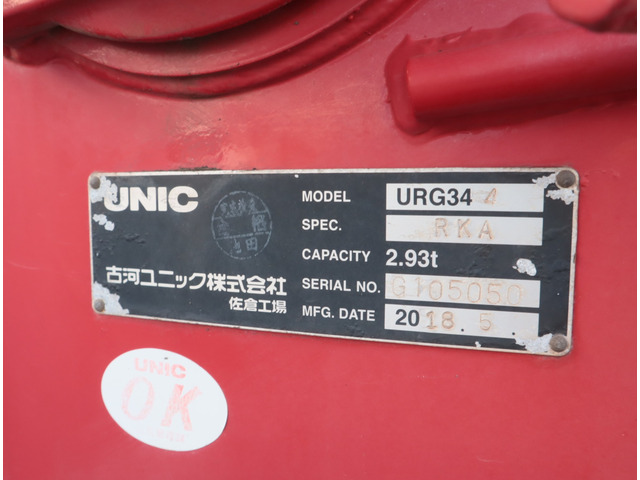 UNIC
MODEL URG344
SPEC. RKA
CAPACITY 2.93t
古河ユニック株式会社
佐倉工場
SERIAL NO. G105050
MFG. DATE 2018.5
UNIC
OK